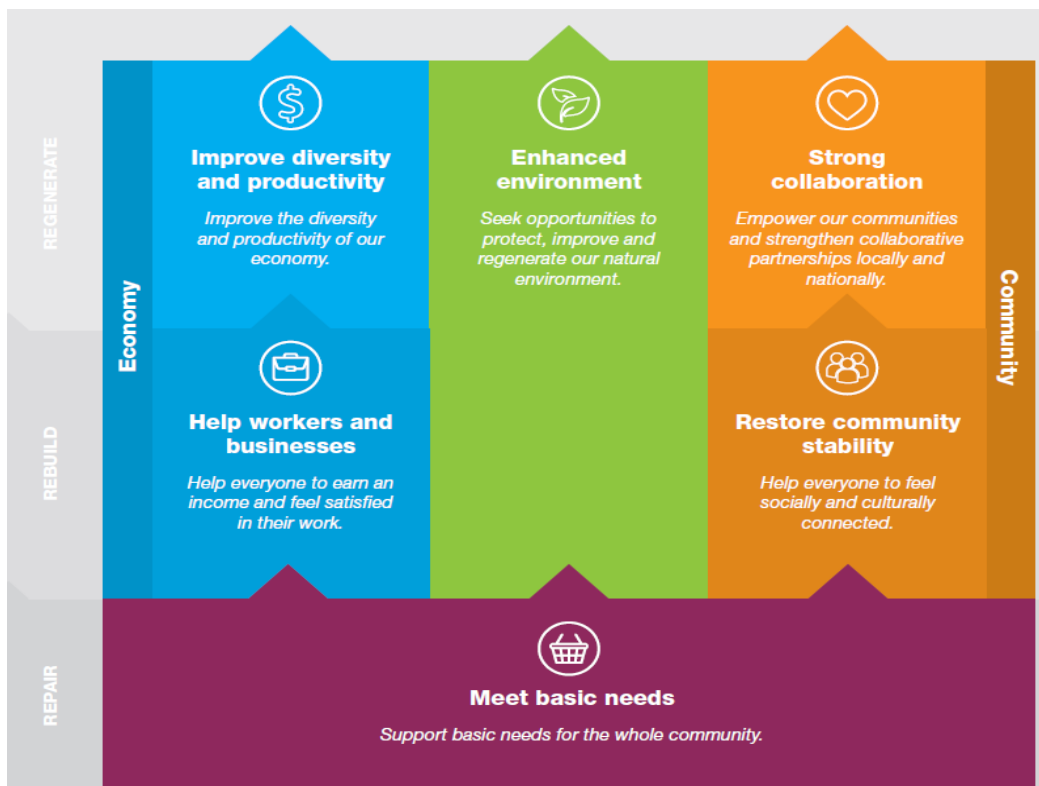 REGENERATE
Economy
Improve diversity
and productivity
Improve the diversity
and productivity of our
economy.
Enhanced
environment
Seek opportunities to
protect, improve and
regenerate our natural
environment.
Strong
collaboration
Empower our communities
and strengthen collaborative
partnerships locally and
nationally.
Community
REBUILD
Help workers and
businesses
Help everyone to earn an
income and feel satisfied
in their work.
Restore community
stability
Help everyone to feel
socially and culturally
connected.
REPAIR
Meet basic needs
Support basic needs for the whole community.